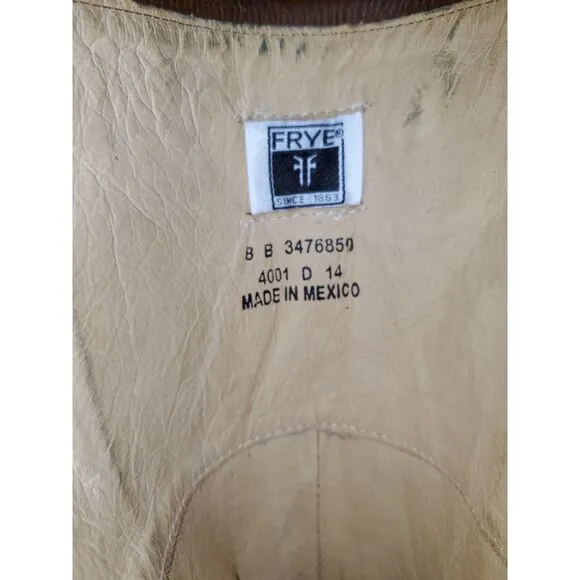 FRYE®
SINCE 1863
B B 3476850
4001 D 14
MADE IN MEXICO